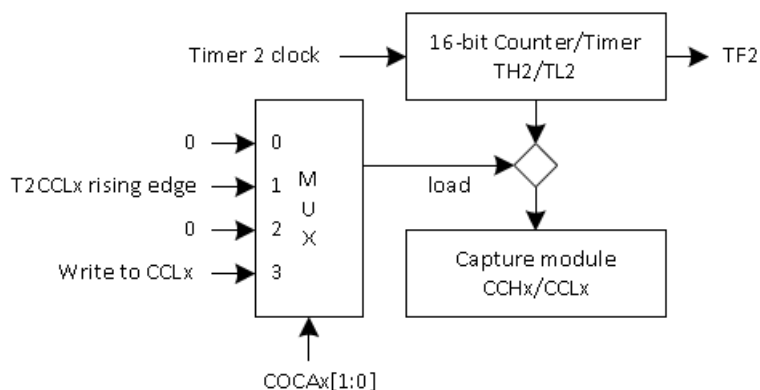 Timer 2 clock
16-bit Counter/Timer
TH2/TL2
TF2
0
0
T2CCLx rising edge
1
0
2
Write to CCLx
3
M
U
X
load
Capture module
CCHx/CCLx
COCAx[1:0]